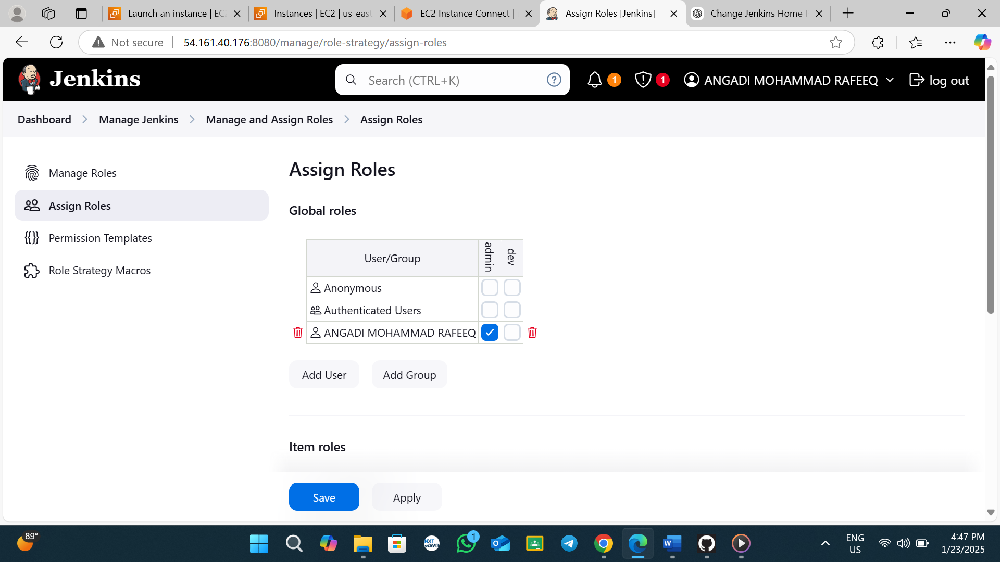 Launch an instance | EC
Instances | EC2 | us-east
EC2 Instance Connect |
Assign Roles [Jenkins]
Change Jenkins Home P
Not secure
54.161.40.176:8080/manage/role-strategy/assign-roles
Jenkins
Search (CTRL+K)
?
1
1
ANGADI MOHAMMAD RAFEEQ
log out
Dashboard
Manage Jenkins
Manage and Assign Roles
Assign Roles
Manage Roles
Assign Roles
Permission Templates
Role Strategy Macros
Assign Roles
Global roles
User/Group
admin
dev
Anonymous
Authenticated Users
ANGADI MOHAMMAD RAFEEQ
Add User
Add Group
Item roles
Save
Apply
89°
NXT
WAVE
1
ENG
US
4:47 PM
1/23/2025